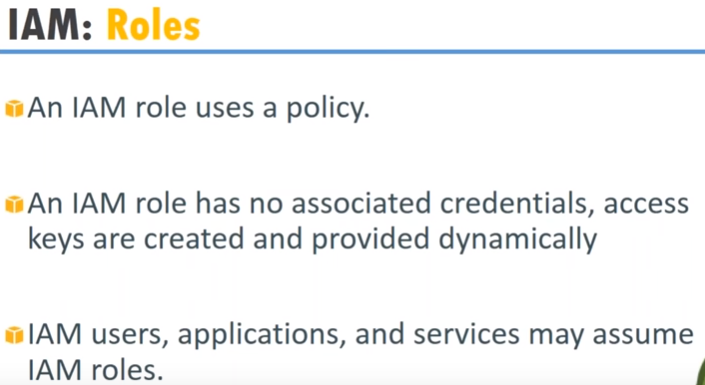 IAM: Roles
An IAM role uses a policy.
An IAM role has no associated credentials, access
keys are created and provided dynamically
IAM users, applications, and services may assume
IAM roles.